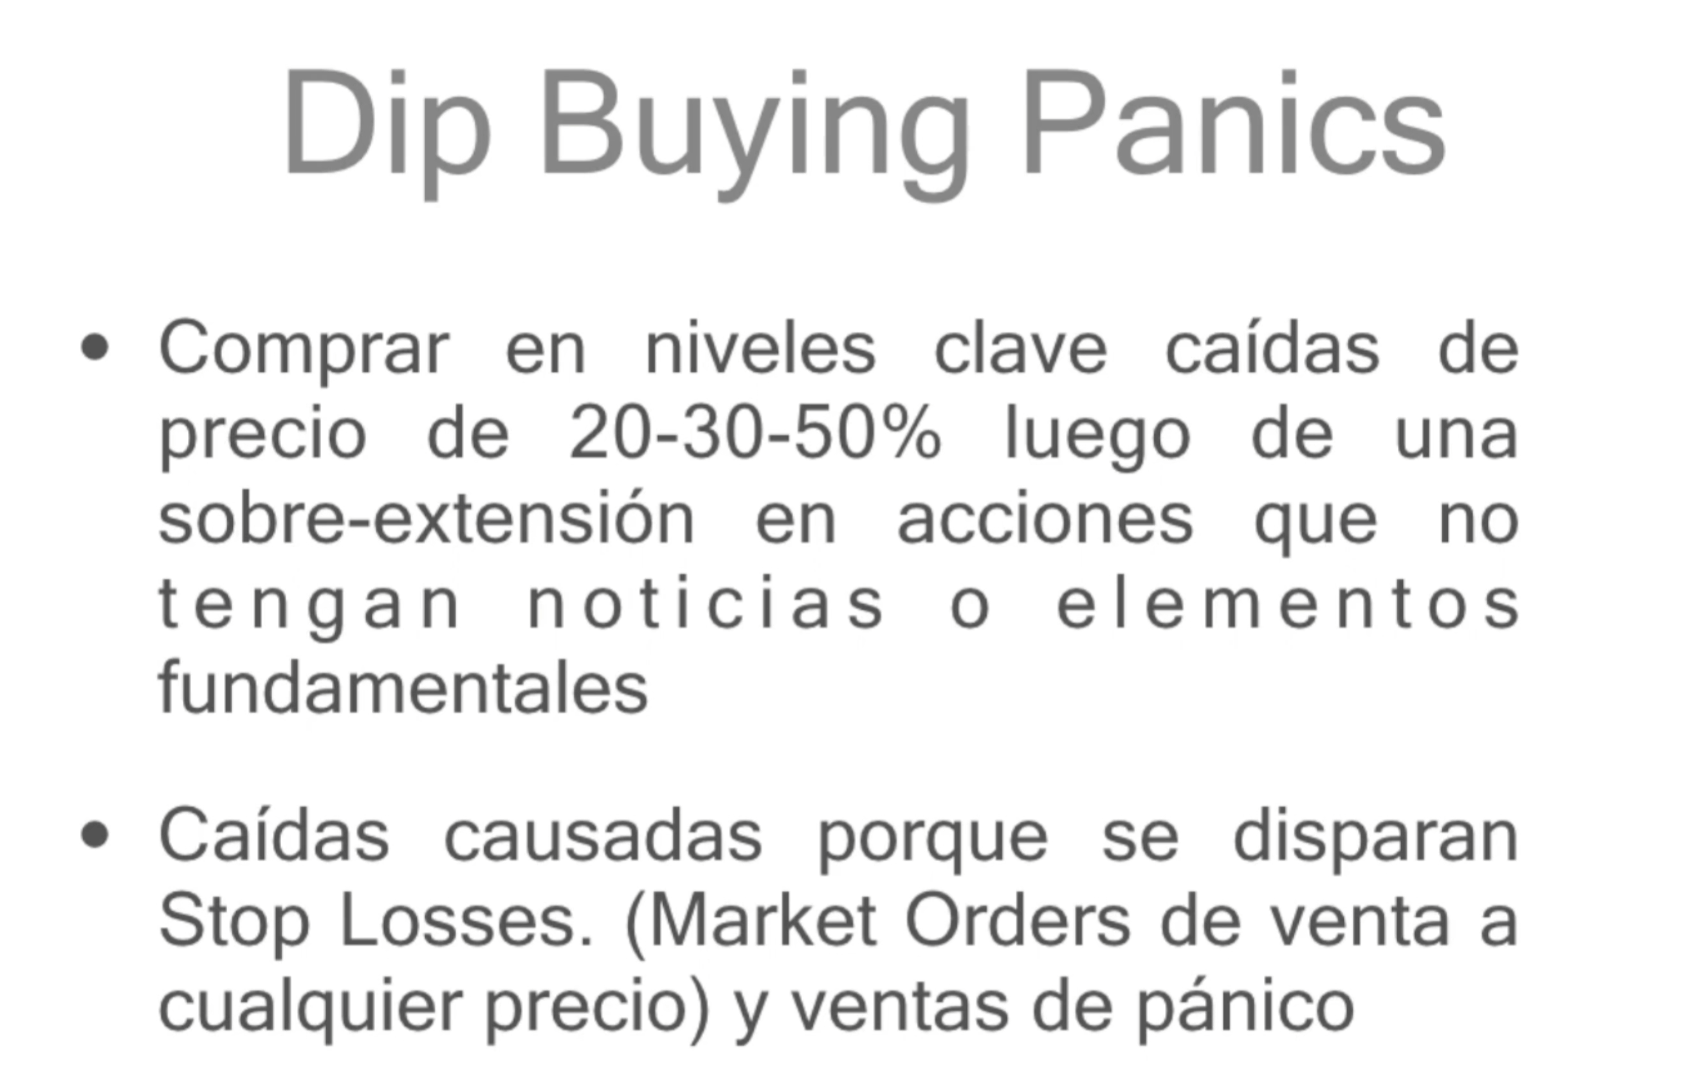 Dip Buying Panics
• Comprar en niveles clave caídas de
precio de 20-30-50% luego de una
sobre-extensión en acciones que no
tengan noticias o elementos
fundamentales
• Caídas causadas porque se disparan
Stop Losses. (Market Orders de venta a
cualquier precio) y ventas de pánico